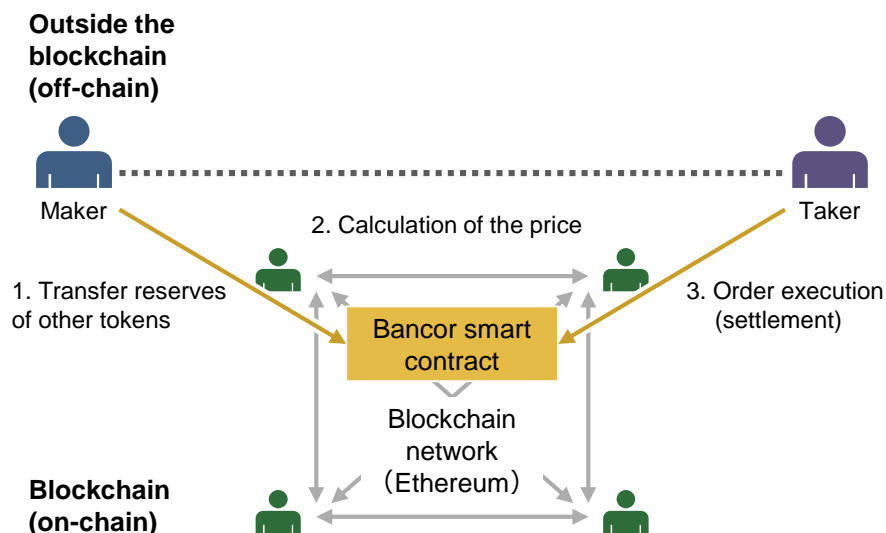 Outside the
blockchain
(off-chain)
Maker
Taker
2. Calculation of the price
1. Transfer reserves
of other tokens
3. Order execution
(settlement)
Bancor smart
contract
Blockchain
network
（Ethereum）
Blockchain
(on-chain)